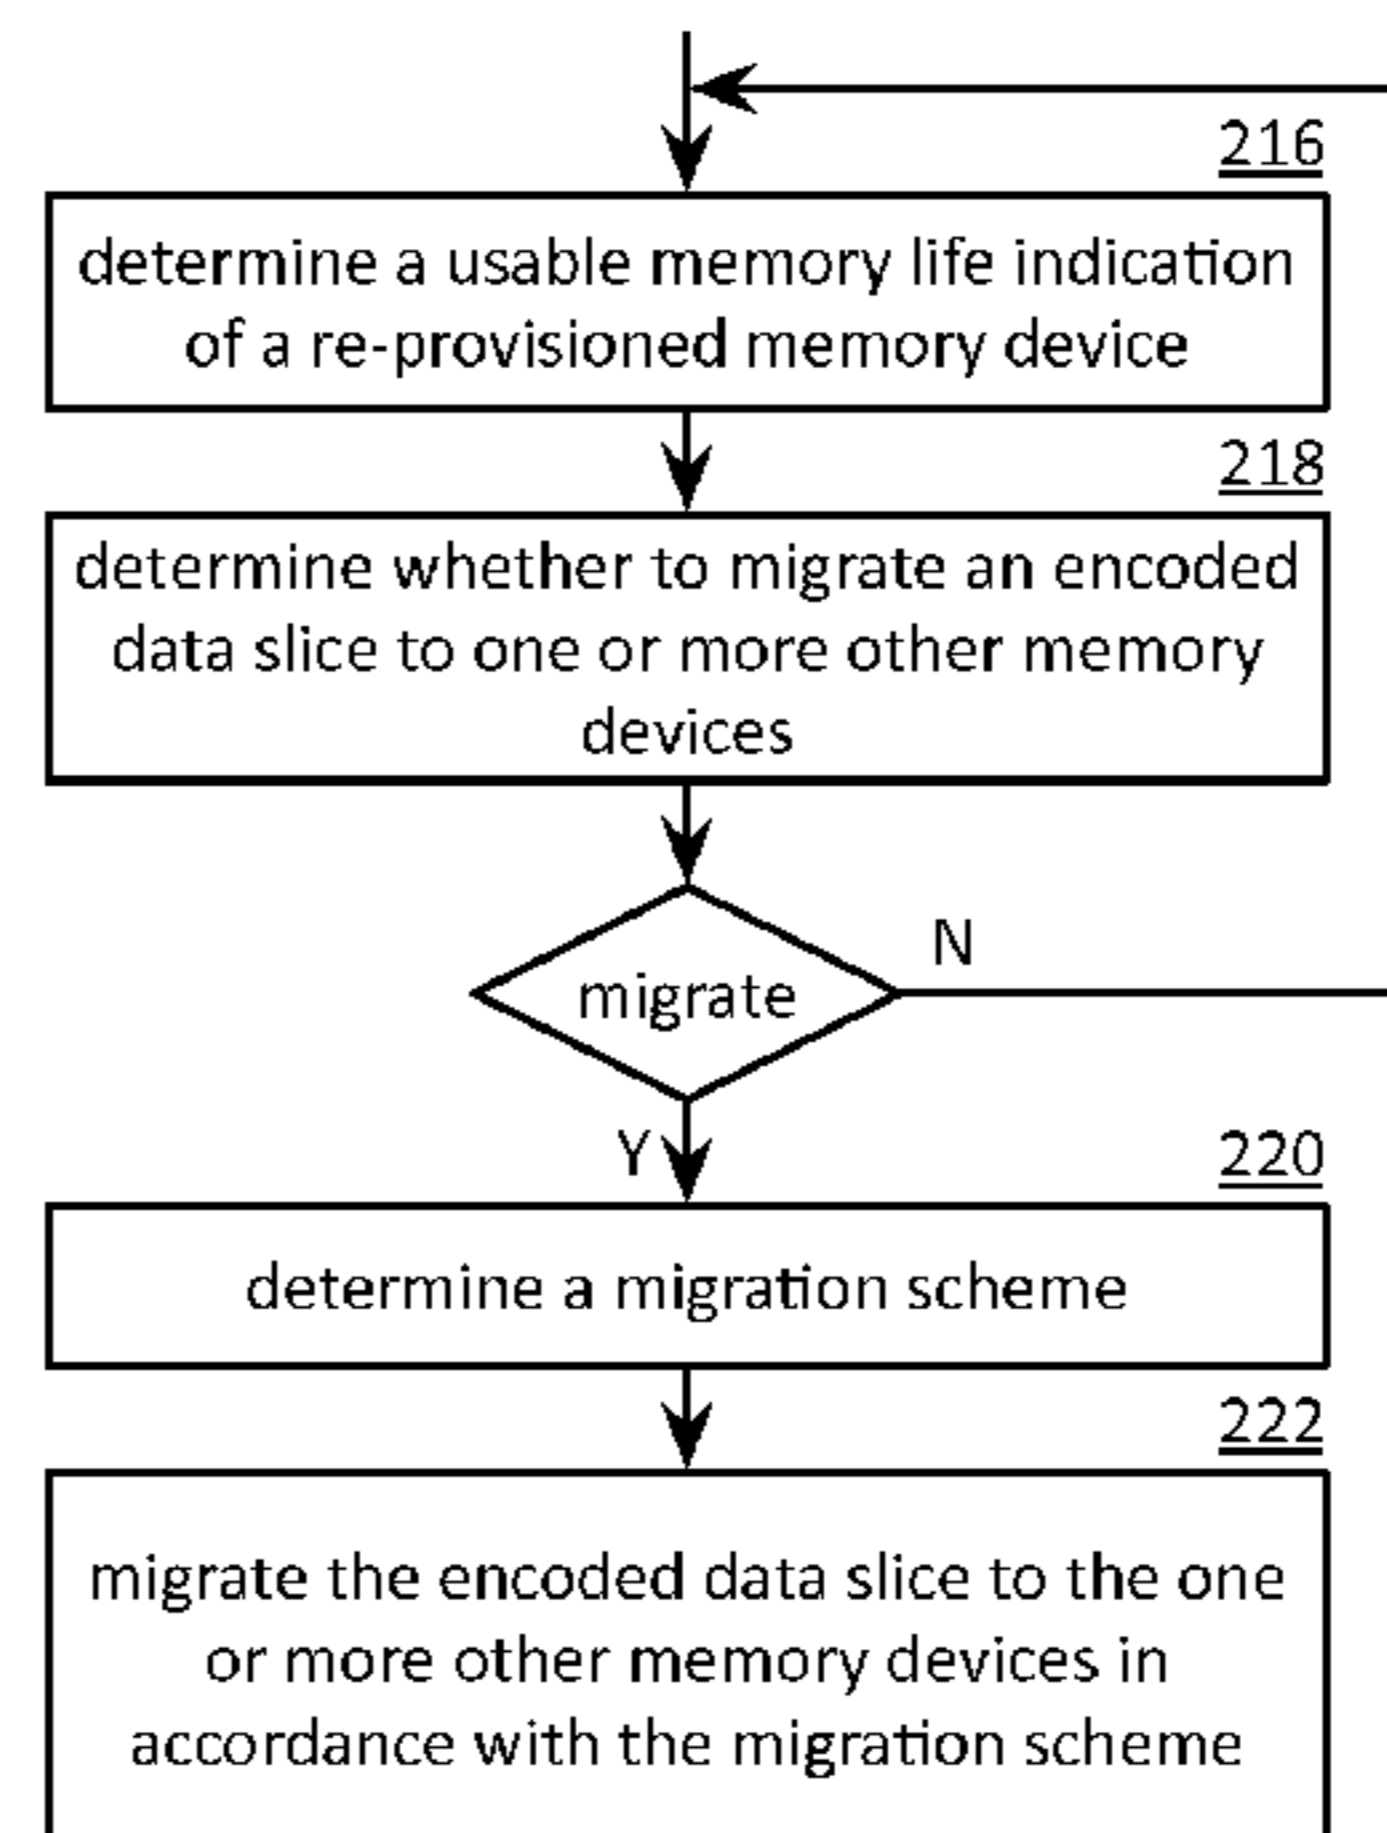 216
determine a usable memory life indication
of a re-provisioned memory device
218
determine whether to migrate an encoded
data slice to one or more other memory
devices
migrate
N
Y
220
determine a migration scheme
222
migrate the encoded data slice to the one
or more other memory devices in
accordance with the migration scheme